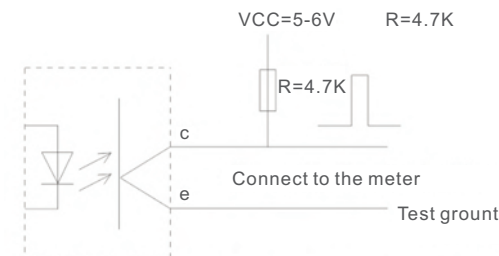 VCC=5-6V R=4.7K
R=4.7K
c
Connect to the meter
e
Test grount